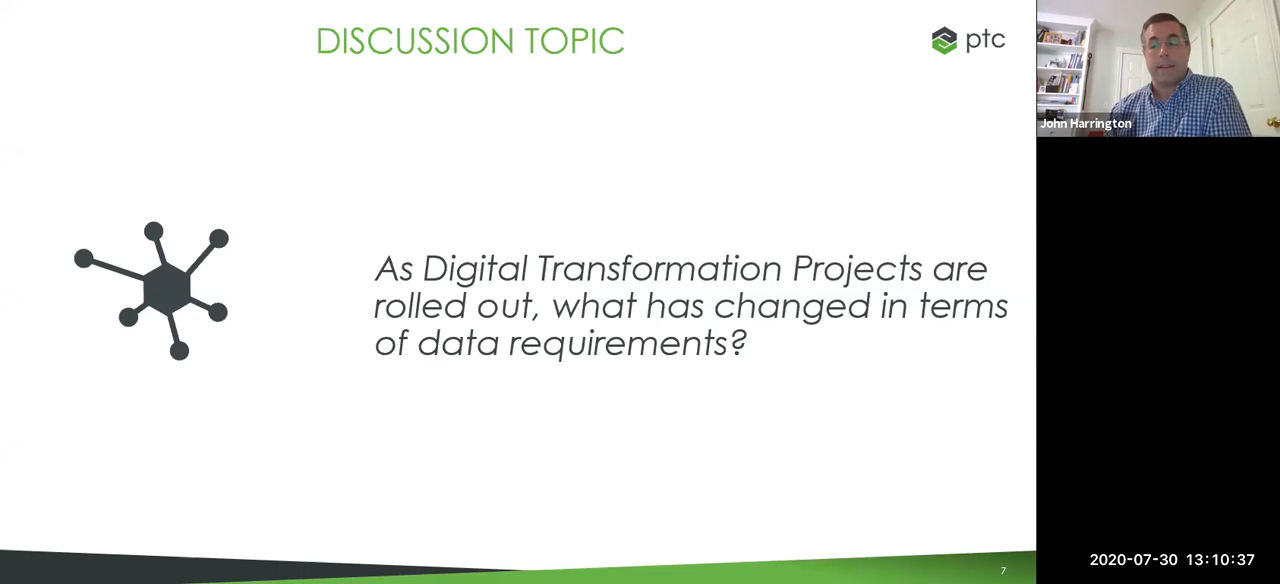 DISCUSSION TOPIC
ptc
John Harrington
As Digital Transformation Projects are
rolled out, what has changed in terms
of data requirements?
7
2020-07-30 13:10:37